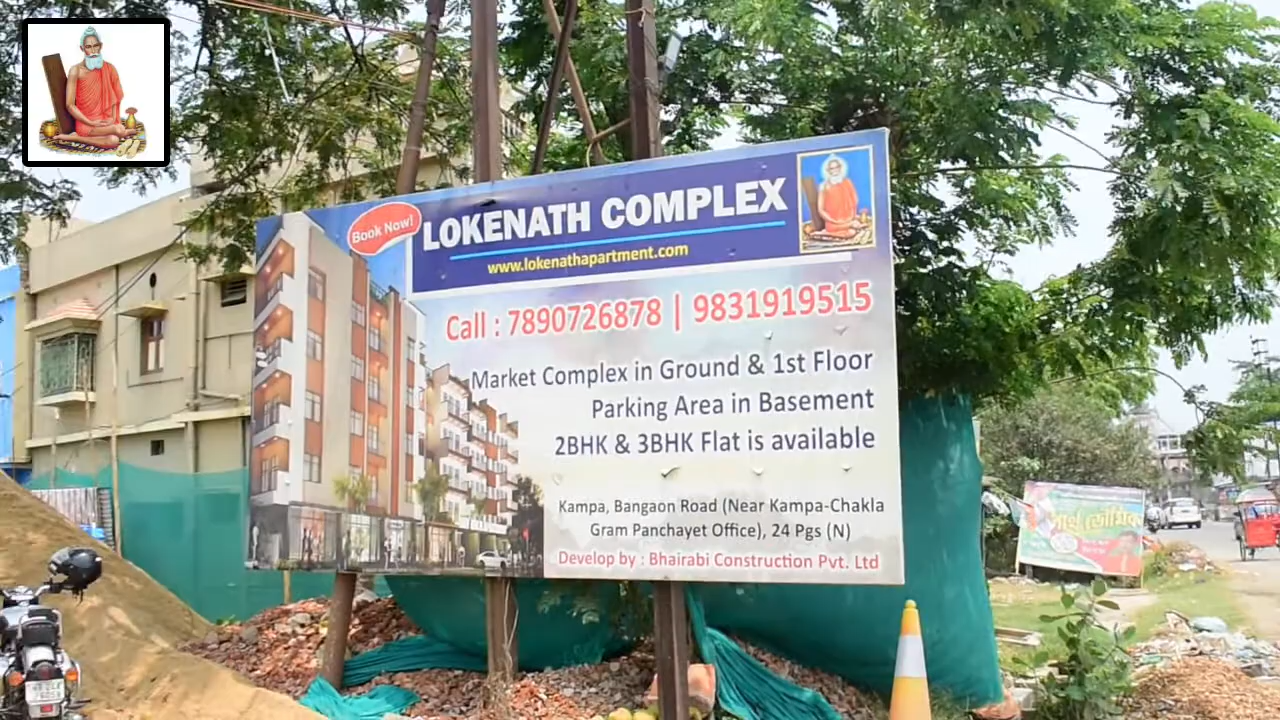 Book Now!
LOKENATH COMPLEX
www.lokenathapartment.com
Call : 7890726878 | 9831919515
Market Complex in Ground & 1st Floor
Parking Area in Basement
2BHK & 3BHK Flat is available
Kampa, Bangaon Road (Near Kampa-Chakla
Gram Panchayet Office), 24 Pgs (N)
Develop by : Bhairabi Construction Pvt. Ltd